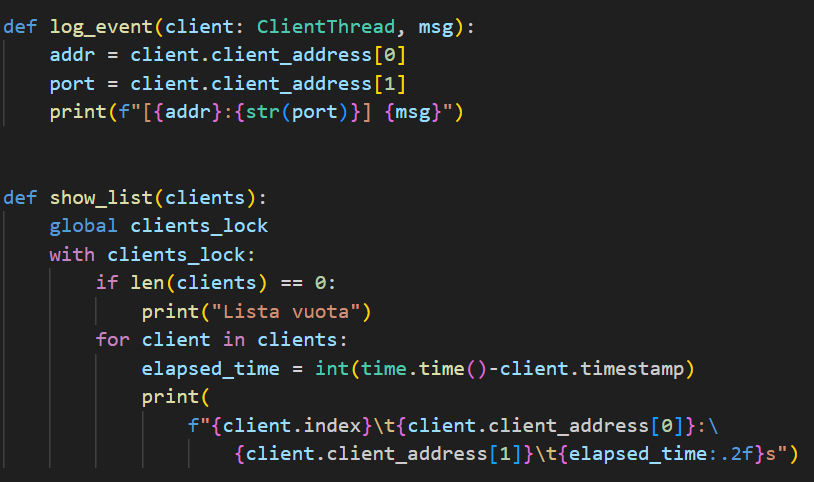 def log_event(client: ClientThread, msg):
    addr = client.client_address[0]
    port = client.client_address[1]
    print(f"[{addr}:{str(port)}] {msg}")
def show_list(clients):
    global clients_lock
    with clients_lock:
        if len(clients) == 0:
            print("Lista vuota")
        for client in clients:
            elapsed_time = int(time.time()-client.timestamp)
            print(
                f"{client.index}\t{client.client_address[0]}:\
                    {client.client_address[1]}\t{elapsed_time:.2f}s")